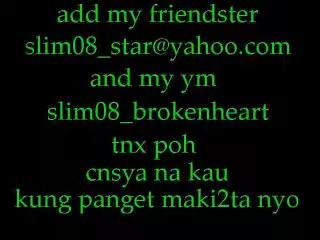 add my friendster
slim08_star@yahoo.com
and my ym
slim08_brokenheart
tnx poh
cnsya na kau
kung panget maki2ta nyo